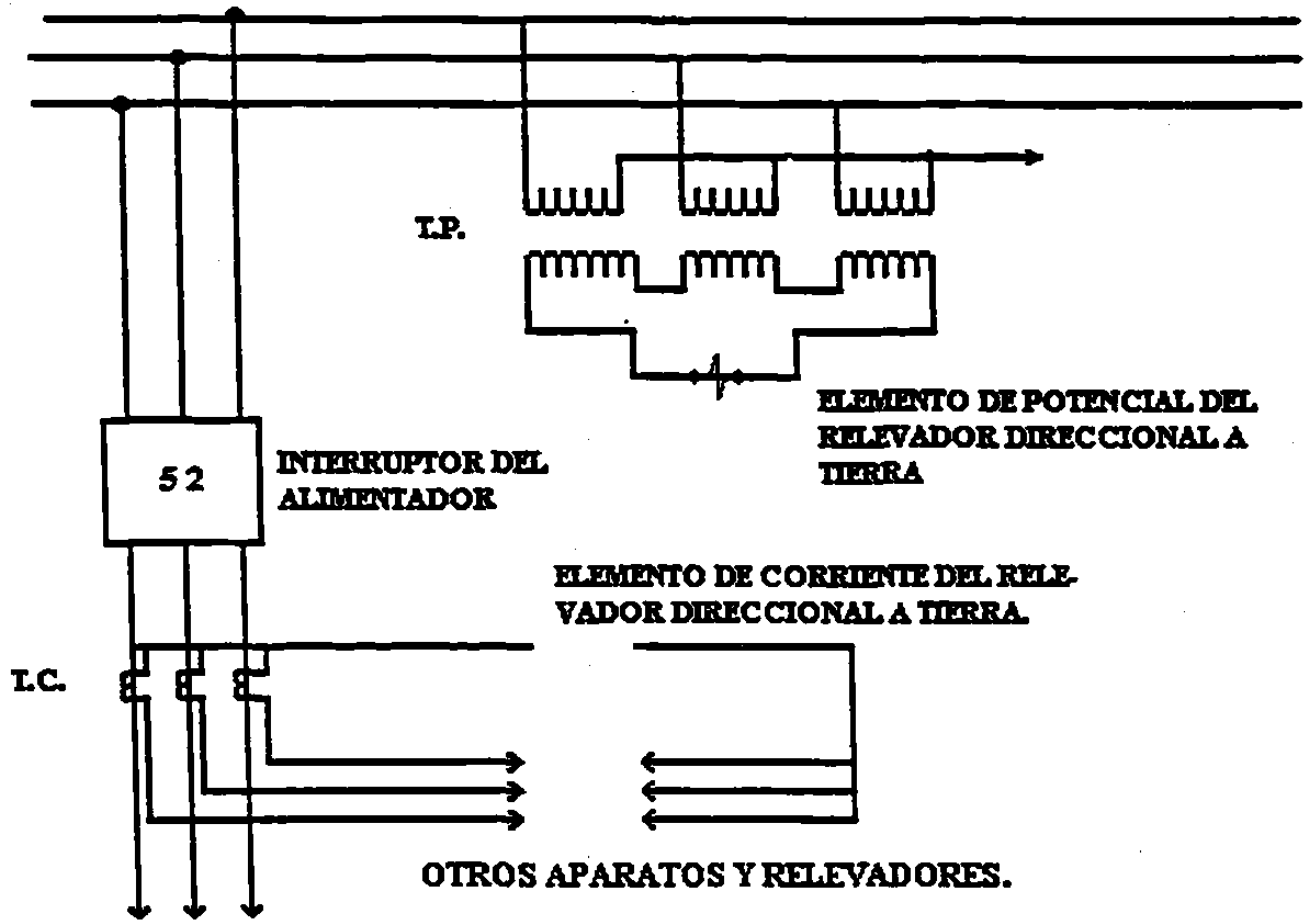 T.P.
ELEMENTO DE POTENCIAL DEL
RELEVADOR DIRECCIONAL A
TIERRA
52
INTERRUPTOR DEL
ALIMENTADOR
ELEMENTO DE CORRIENTE DEL RELE-
VADOR DIRECCIONAL A TIERRA.
T.C.
OTROS APARATOS Y RELEVADORES.